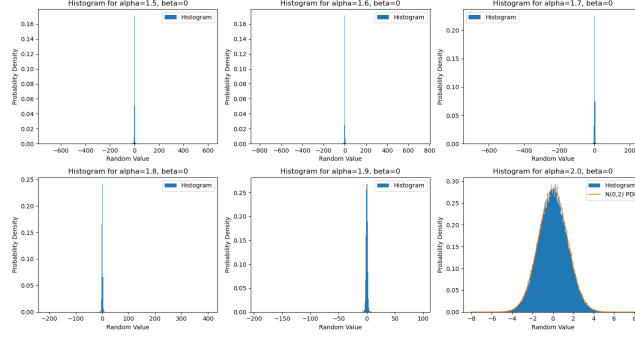 Histogram for alpha=1.5, beta=0
Histogram
Probability Density
0.16
0.14
0.12
0.10
0.08
0.06
0.04
0.02
0.00
−600 −400 −200 0 200 400 600
Random Value
Histogram for alpha=1.6, beta=0
Histogram
Probability Density
0.16
0.14
0.12
0.10
0.08
0.06
0.04
0.02
0.00
−800 −600 −400 −200 0 200 400 600 800
Random Value
Histogram for alpha=1.7, beta=0
Histogram
Probability Density
0.20
0.15
0.10
0.05
0.00
−600 −400 −200 0 200
Random Value
Histogram for alpha=1.8, beta=0
Histogram
Probability Density
0.25
0.20
0.15
0.10
0.05
0.00
−200 −100 0 100 200 300 400
Random Value
Histogram for alpha=1.9, beta=0
Histogram
Probability Density
0.25
0.20
0.15
0.10
0.05
0.00
−200 −150 −100 −50 0 50 100
Random Value
Histogram for alpha=2.0, beta=0
Histogram
N(0,2) PD
Probability Density
0.30
0.25
0.20
0.15
0.10
0.05
0.00
−8 −6 −4 −2 0 2 4 6 8
Random Value